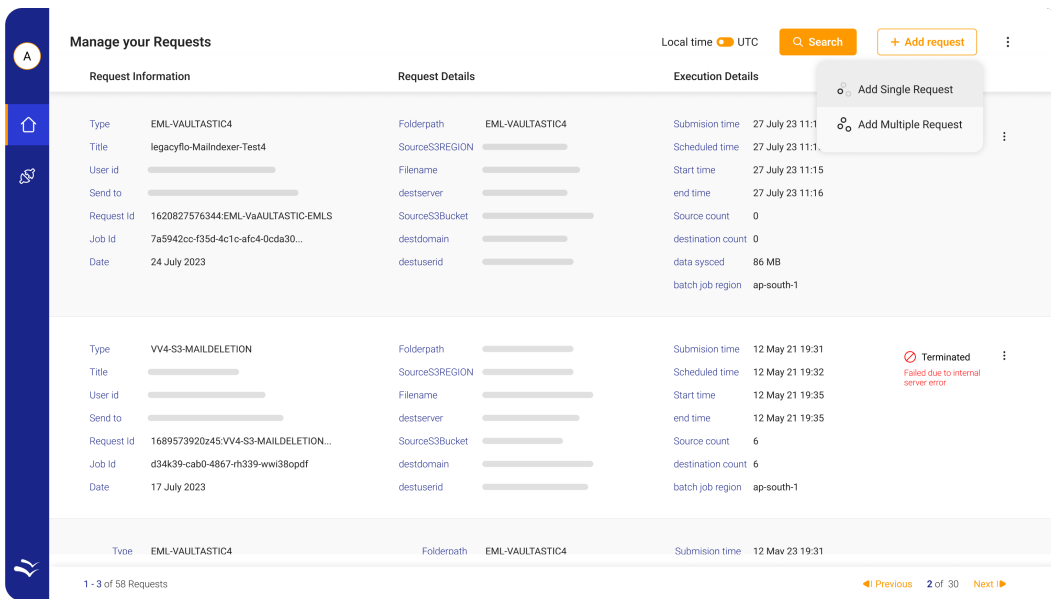 A
Manage your Requests
Local time UTC
Search
+ Add request
Request Information
Request Details
Execution Details
Add Single Request
Add Multiple Request
Type EML-VAULTASTIC4
Title legacyflo-MailIndexer-Test4
User id
Send to
Request Id 1620827576344:EML-VaAULTASTIC-EMLS
Job Id 7a5942cc-f35d-4c1c-afc4-0cda30...
Date 24 July 2023
Folderpath EML-VAULTASTIC4
SourceS3REGION
Filename
destserver
SourceS3Bucket
destdomain
destuserid
Submision time 27 July 23 11:1
Scheduled time 27 July 23 11:1
Start time 27 July 23 11:15
end time 27 July 23 11:16
Source count 0
destination count 0
data sysced 86 MB
batch job region ap-south-1
Type VV4-S3-MAILDELETION
Title
User id
Send to
Request Id 1689573920z45:VV4-S3-MAILDELETION...
Job Id d34k39-cab0-4867-rh339-wwi38opdf
Date 17 July 2023
Folderpath
SourceS3REGION
Filename
destserver
SourceS3Bucket
destdomain
destuserid
Submision time 12 May 21 19:31
Scheduled time 12 May 21 19:32
Start time 12 May 21 19:35
end time 12 May 21 19:35
Source count 6
destination count 6
batch job region ap-south-1
Terminated
Failed due to internal
server error
Type EML-VAULTASTIC4
Folderpath EML-VAULTASTIC4
Submision time 12 May 23 19:31
1 - 3 of 58 Requests
Previous 2 of 30 Next